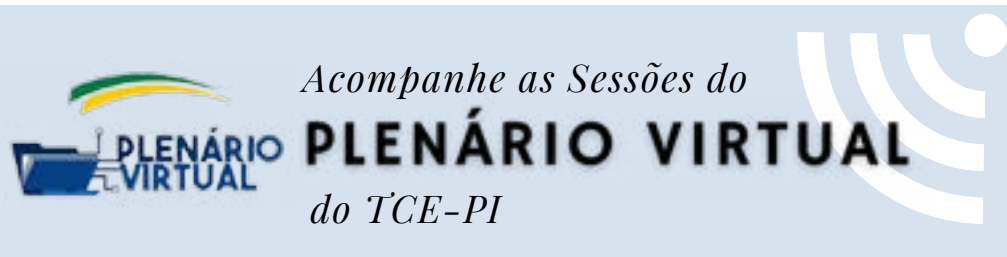 PLENÁRIO
VIRTUAL
Acompanhe as Sessões do
PLENÁRIO VIRTUAL
do TCE-PI